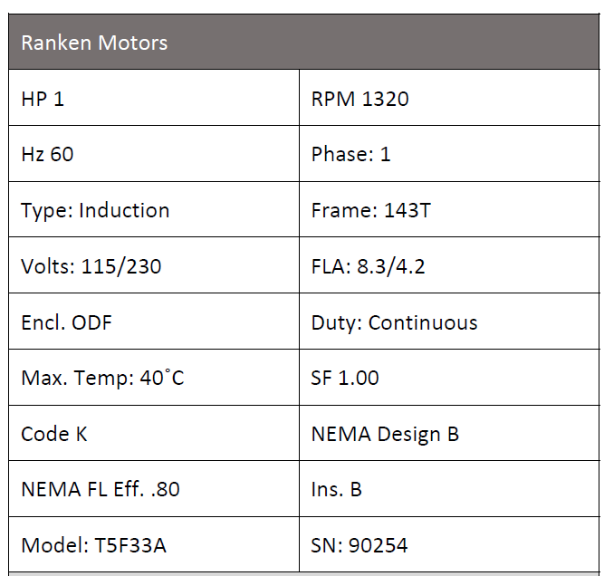 Ranken Motors
HP 1 RPM 1320
Hz 60 Phase: 1
Type: Induction Frame: 143T
Volts: 115/230 FLA: 8.3/4.2
Encl. ODF Duty: Continuous
Max. Temp: 40˚C SF 1.00
Code K NEMA Design B
NEMA FL Eff. .80 Ins. B
Model: T5F33A SN: 90254